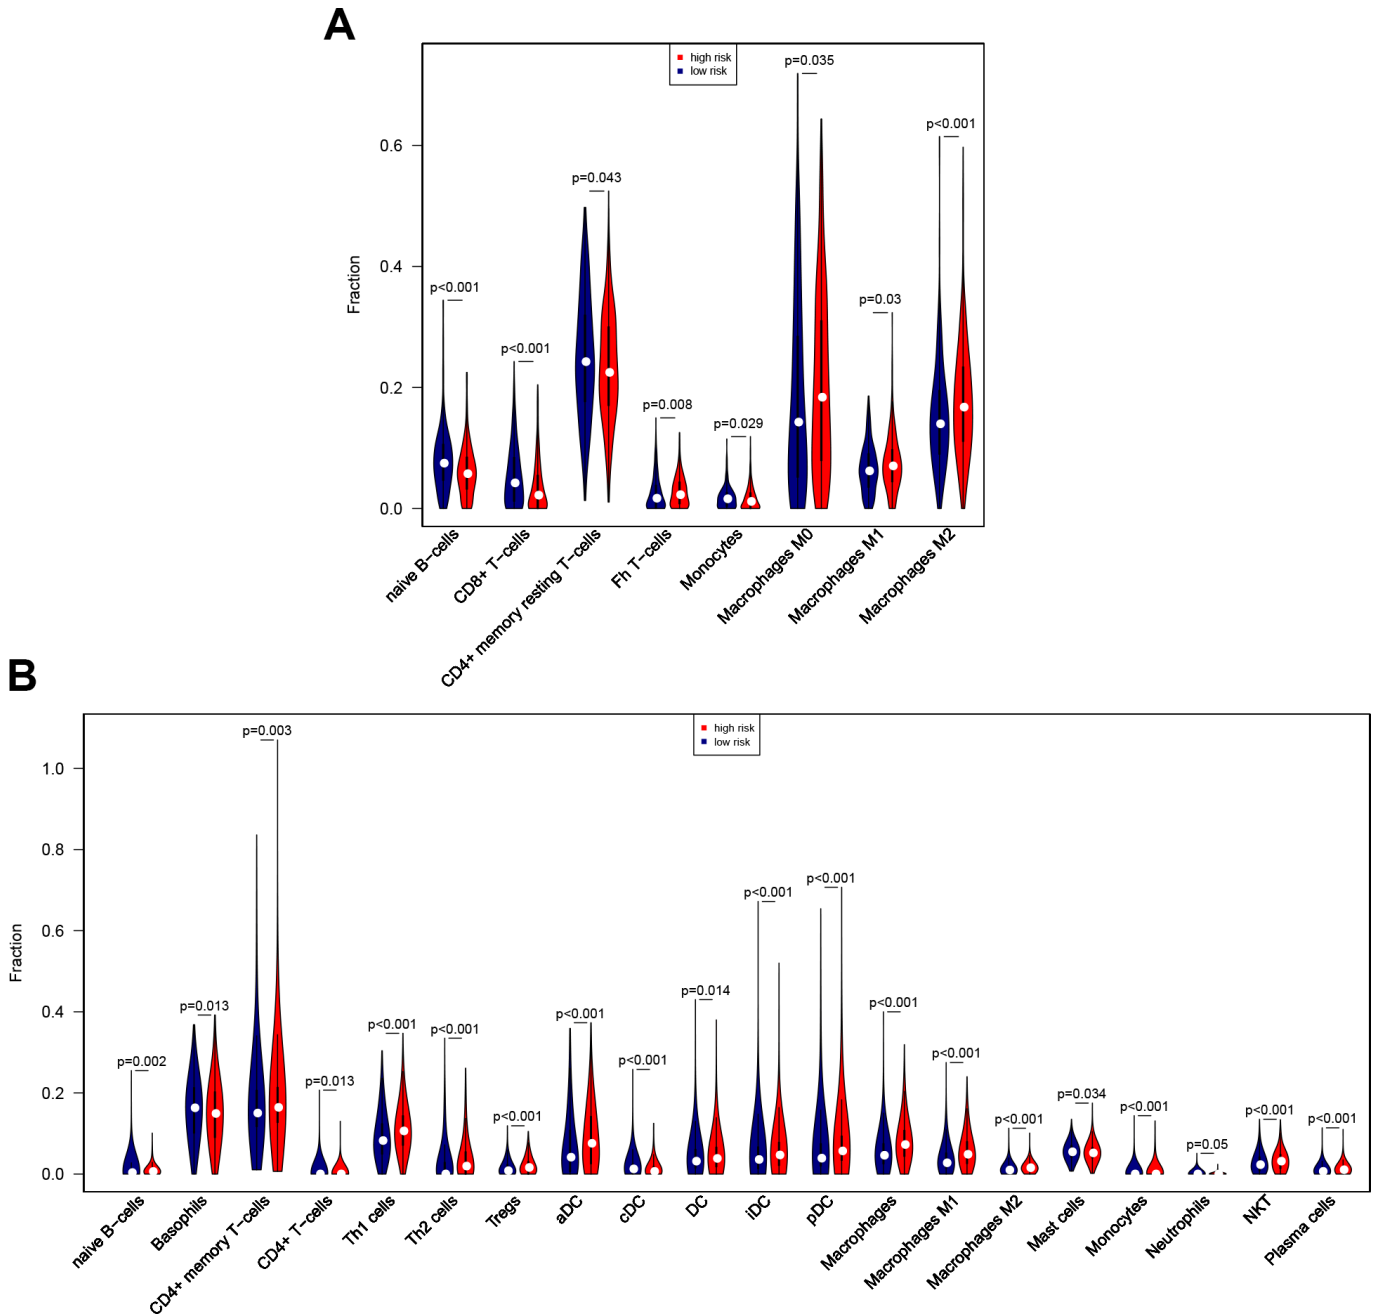 A
high risk
low risk
p=0.035
p<0.001
p=0.043
p<0.001
p=0.03
p<0.001
p=0.008
p=0.029
Fraction
0.6
0.4
0.2
0.0
naive B−cells
CD8+ T−cells
CD4+ memory resting T−cells
Fh T−cells
Monocytes
Macrophages M0
Macrophages M1
Macrophages M2
B
high risk
low risk
Fraction
1.0
0.8
0.6
0.4
0.2
0.0
p=0.002
p=0.013
p=0.003
p=0.013
p<0.001
p<0.001
p<0.001
p<0.001
p<0.001
p=0.014
p<0.001
p<0.001
p<0.001
p<0.001
p<0.001
p=0.034
p<0.001
p=0.05
p<0.001
p<0.001
naive B−cells
Basophils
CD4+ memory T−cells
CD4+ T−cells
Th1 cells
Th2 cells
Tregs
aDC
cDC
DC
iDC
pDC
Macrophages
Macrophages M1
Macrophages M2
Mast cells
Monocytes
Neutrophils
NKT
Plasma cells